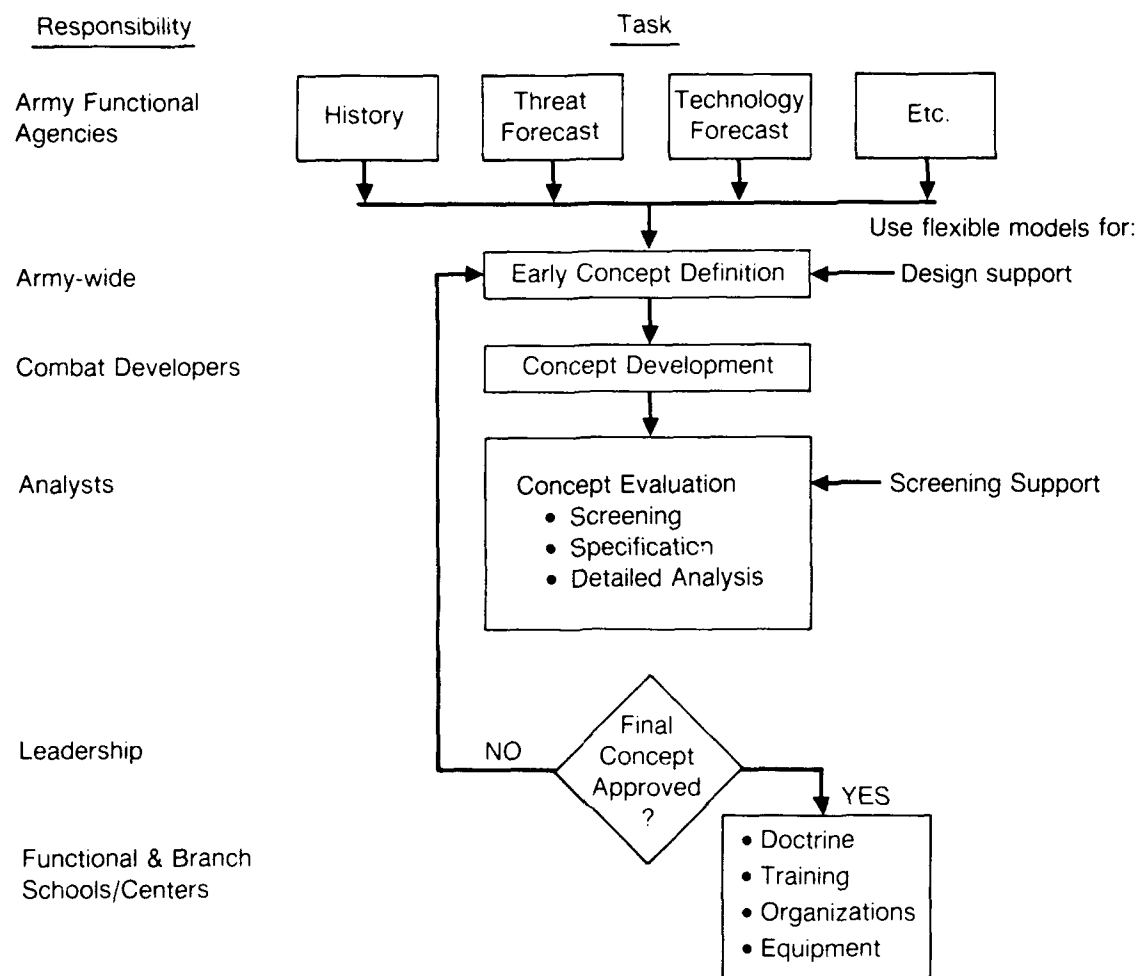 Responsibility
Task
Army Functional
Agencies
History
Threat
Forecast
Technology
Forecast
Etc.
Use flexible models for:
Army-wide
Early Concept Definition
Design support
Combat Developers
Concept Development
Analysts
Concept Evaluation
• Screening
• Specification
• Detailed Analysis
Screening Support
Leadership
NO
Final
Concept
Approved
?
YES
Functional & Branch
Schools/Centers
• Doctrine
• Training
• Organizations
• Equipment